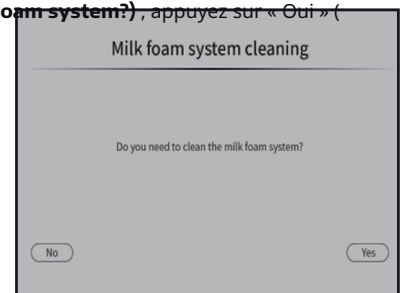 oam system?) , appuyez sur « Oui » (
Milk foam system cleaning
Do you need to clean the milk foam system?
No
Yes